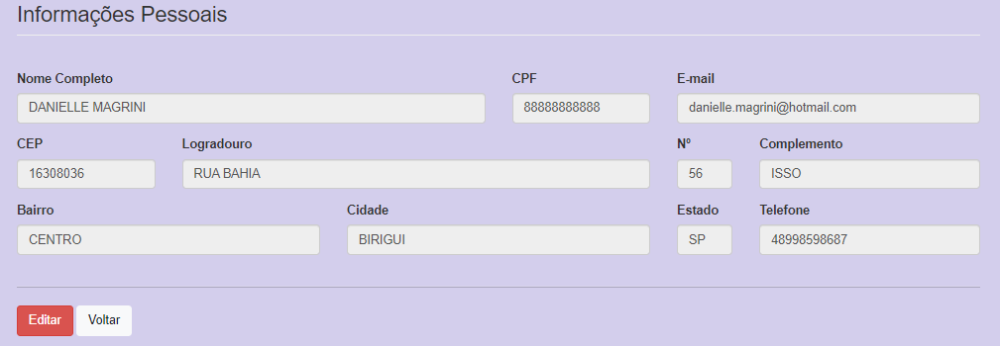 Informações Pessoais
Nome Completo CPF E-mail
DANIELLE MAGRINI 88888888888 danielle.magrini@hotmail.com
CEP Logradouro Nº Complemento
16308036 RUA BAHIA 56 ISSO
Bairro Cidade Estado Telefone
CENTRO BIRIGUI SP 48998598687
Editar Voltar